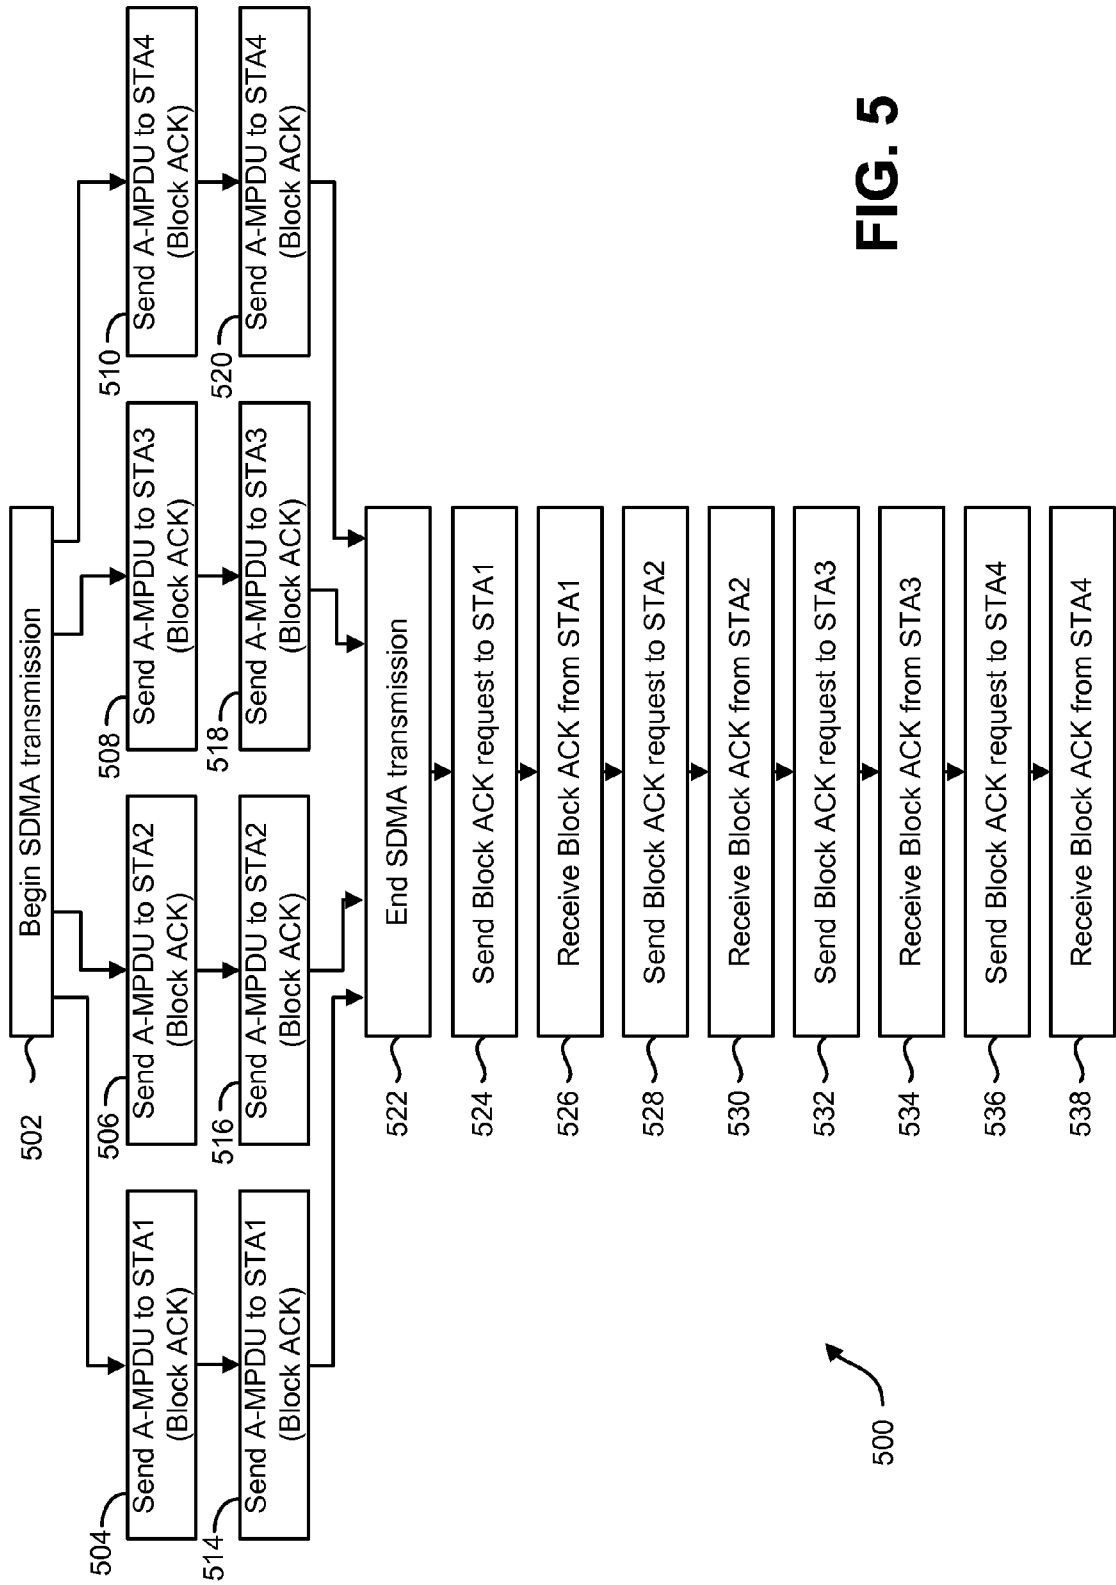 502
Begin SDMA transmission
504
Send A-MPDU to STA1
(Block ACK)
506
Send A-MPDU to STA2
(Block ACK)
508
Send A-MPDU to STA3
(Block ACK)
510
Send A-MPDU to STA4
(Block ACK)
514
Send A-MPDU to STA1
(Block ACK)
516
Send A-MPDU to STA2
(Block ACK)
518
Send A-MPDU to STA3
(Block ACK)
520
Send A-MPDU to STA4
(Block ACK)
522
End SDMA transmission
524
Send Block ACK request to STA1
526
Receive Block ACK from STA1
528
Send Block ACK request to STA2
530
Receive Block ACK from STA2
532
Send Block ACK request to STA3
534
Receive Block ACK from STA3
536
Send Block ACK request to STA4
538
Receive Block ACK from STA4
500
FIG. 5